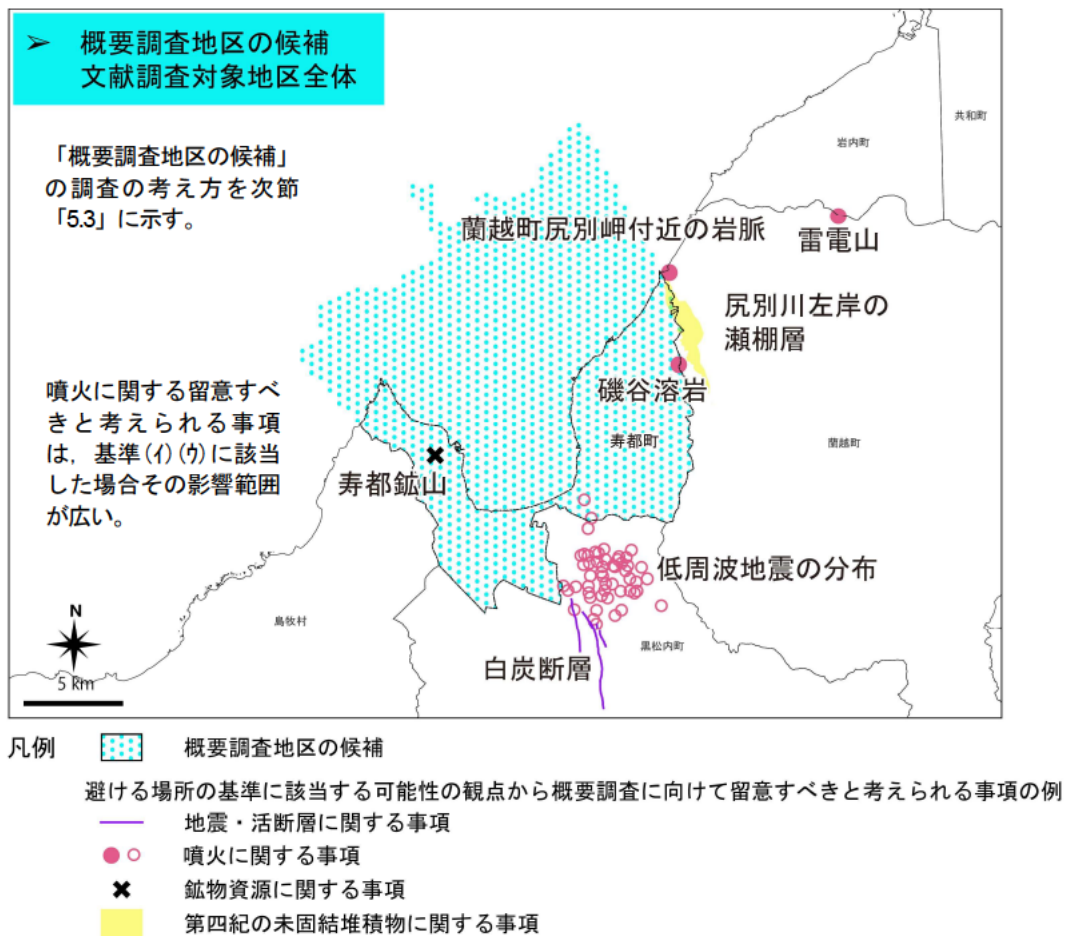 ➢ 概要調査地区の候補
文献調査対象地区全体
「概要調査地区の候補」
の調査の考え方を次節
「5.3」に示す。
噴火に関する留意すべ
きと考えられる事項
は，基準(ｲ)(ｳ)に該当
した場合その影響範囲
が広い。
共和町
岩内町
蘭越町尻別岬付近の岩脈
雷電山
尻別川左岸の
瀬棚層
磯谷溶岩
寿都町
蘭越町
寿都鉱山
低周波地震の分布
島牧村
黒松内町
白炭断層
N
5 km
凡例
概要調査地区の候補
避ける場所の基準に該当する可能性の観点から概要調査に向けて留意すべきと考えられる事項の例
地震・活断層に関する事項
噴火に関する事項
鉱物資源に関する事項
第四紀の未固結堆積物に関する事項